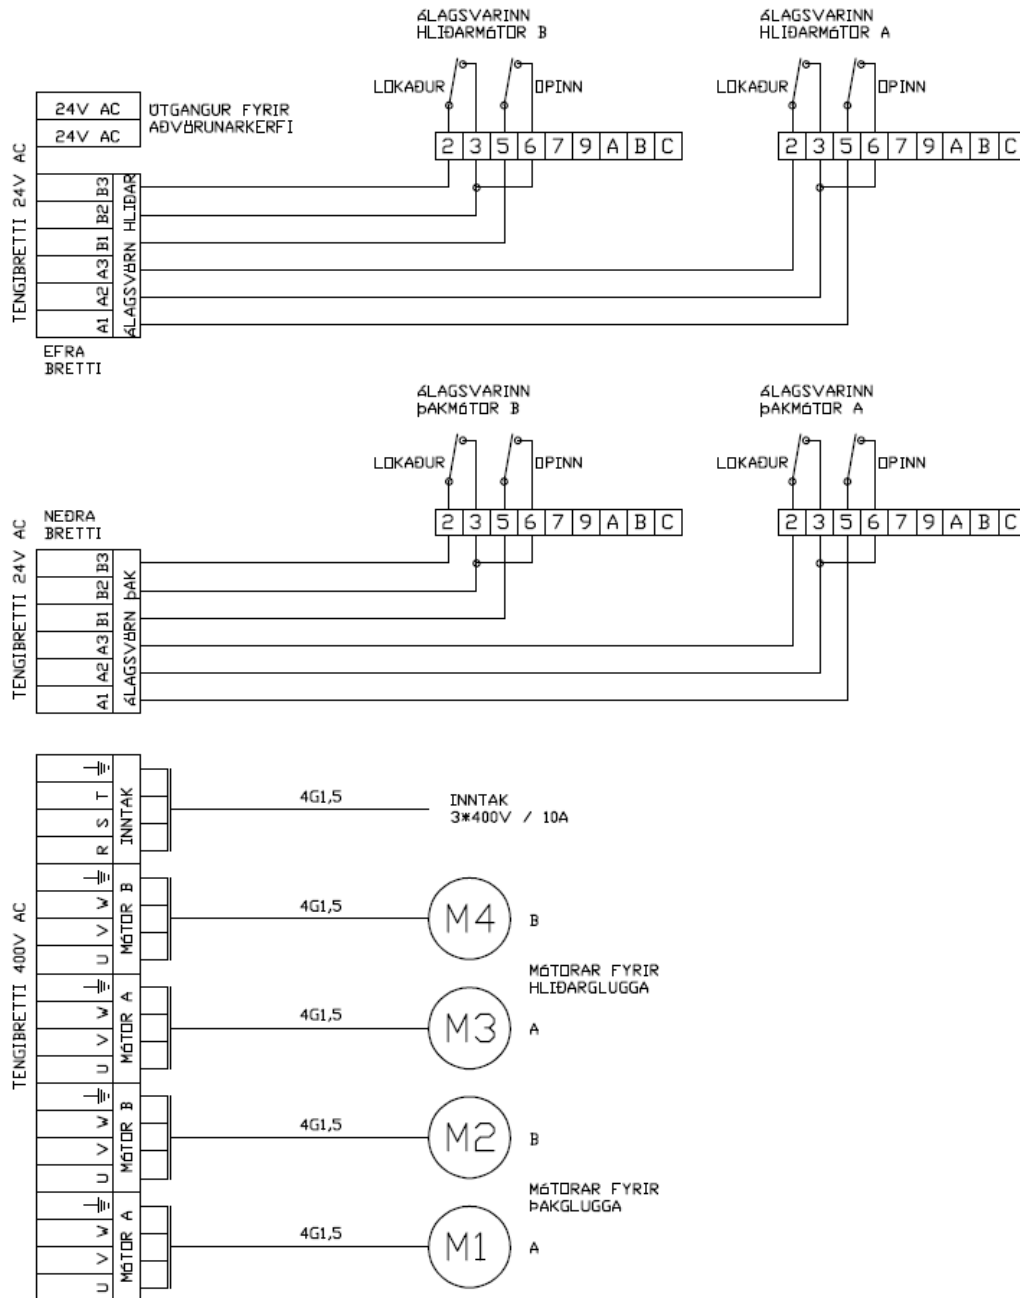 ÁLAGSVARINN
HLIÐARMÓTOR B
ÁLAGSVARINN
HLIÐARMÓTOR A
LOKAÐUR
OPINN
LOKAÐUR
OPINN
24V AC
24V AC
ÚTGANGUR FYRIR
AÐVÖRUNARKERFI
2 3 5 6 7 9 A B C
2 3 5 6 7 9 A B C
TENGIBRETTI 24V AC
B3
B2
B1
A3
A2
A1
ÁLAGSVÖRN HLIÐAR
EFRA
BRETTI
ÁLAGSVARINN
ÞAKMÓTOR B
ÁLAGSVARINN
ÞAKMÓTOR A
LOKAÐUR
OPINN
LOKAÐUR
OPINN
NEÐRA
BRETTI
2 3 5 6 7 9 A B C
2 3 5 6 7 9 A B C
TENGIBRETTI 24V AC
B3
B2
B1
A3
A2
A1
ÁLAGSVÖRN ÞAK
TENGIBRETTI 400V AC
T
S
R
INNTAK
4G1,5
INNTAK
3*400V / 10A
W
V
U
MÓTOR B
4G1,5
M4
B
MÓTORAR FYRIR
HLIÐARGLUGGA
W
V
U
MÓTOR A
4G1,5
M3
A
W
V
U
MÓTOR B
4G1,5
M2
B
MÓTORAR FYRIR
ÞAKGLUGGA
W
V
U
MÓTOR A
4G1,5
M1
A